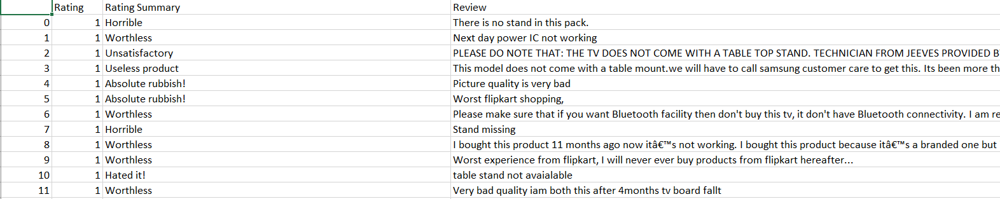 Rating Rating Summary Review
0 1 Horrible There is no stand in this pack.
1 1 Worthless Next day power IC not working
2 1 Unsatisfactory PLEASE DO NOTE THAT: THE TV DOES NOT COME WITH A TABLE TOP STAND. TECHNICIAN FROM JEEVES PROVIDED
3 1 Useless product This model does not come with a table mount.we will have to call samsung customer care to get this. Its been more
4 1 Absolute rubbish! Picture quality is very bad
5 1 Absolute rubbish! Worst flipkart shopping,
6 1 Worthless Please make sure that if you want Bluetooth facility then don't buy this tv, it don't have Bluetooth connectivity. I am
7 1 Horrible Stand missing
8 1 Worthless I bought this product 11 months ago now itâ€™s not working. I bought this product because itâ€™s a branded one but
9 1 Worthless Worst experience from flipkart, I will never ever buy products from flipkart hereafter...
10 1 Hated it! table stand not avaialable
11 1 Worthless Very bad quality iam both this after 4months tv board fallt